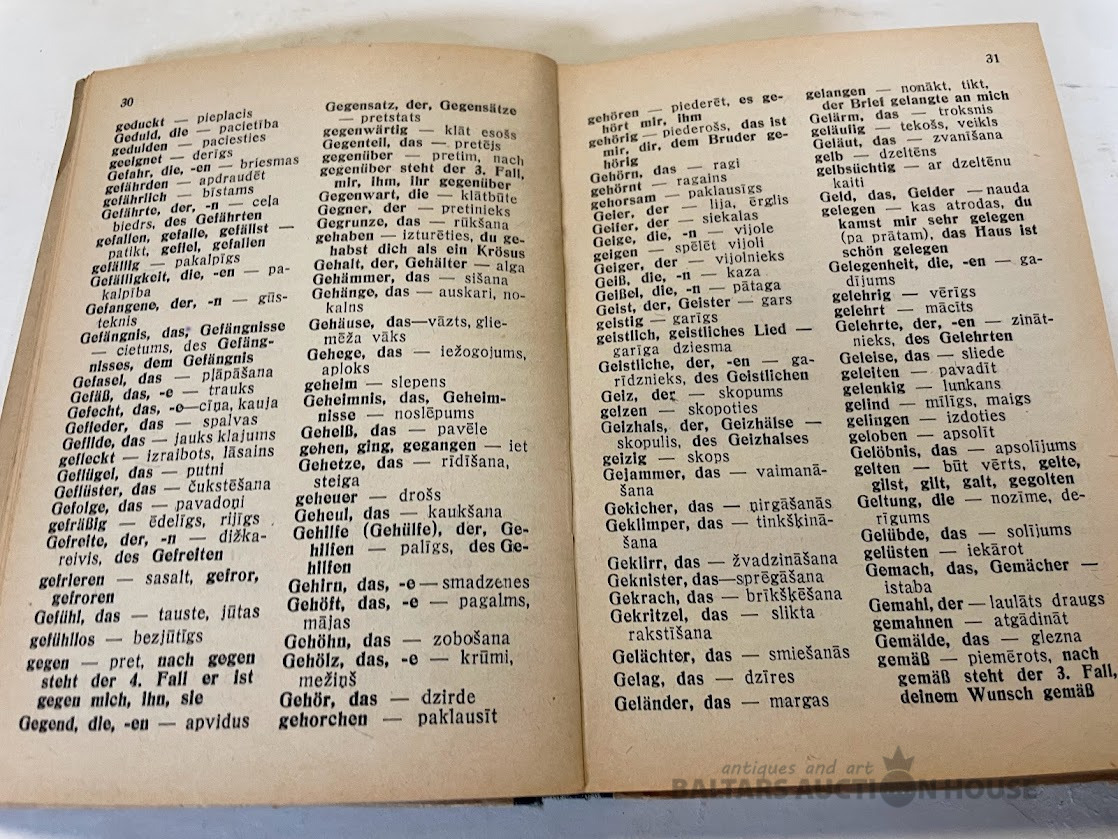 30
geduckt — pieplacis
Geduld, die — pacietība
gedulden — paciesties
geeignet — derīgs
Gefahr, die, -en — briesmas
gefährden — apdraudēt
gefährlich — bīstams
Gefährte, der, -n — ceļa
biedrs, des Gefährten
gefallen, gefalle, gefällst —
patikt, gefiel, gefallen
gefällig — pakalpīgs
Gefälligkeit, die, -en — pa-
kalpība
Gefangene, der, -n — gūs-
teknis
Gefängnis, das, Gefängnisse
— cietums, des Gefäng-
nisses, dem Gefängnis
Gefasel, das — pļāpāšana
Gefäß, das, -e — trauks
Gefecht, das, -e—cīņa, kauja
Gefieder, das — spalvas
Gefilde, das — jauks klajums
gefleckt — izraibots, lāsains
Geflügel, das — putni
Geflüster, das — čukstēšana
Gefolge, das — pavadoņi
gefräßig — ēdelīgs, rijīgs
Gefreite, der, -n — dižka-
reivis, des Gefreiten
gefrieren — sasalt, gefror,
gefroren
Gefühl, das — tauste, jūtas
gefühllos — bezjūtīgs
gegen — pret, nach gegen
steht der 4. Fall er ist
gegen mich, ihn, sie
Gegend, die, -en — apvidus
Gegensatz, der, Gegensätze
— pretstats
gegenwärtig — klāt esošs
Gegenteil, das — pretējs
gegenüber — pretim, nach
gegenüber steht der 3. Fall,
mir, ihm, ihr gegenüber
Gegenwart, die — klātbūte
Gegner, der — pretinieks
Gegrunze, das — rūkšana
gehaben — izturēties, du ge-
habst dich als ein Krösus
Gehalt, der, Gehälter — alga
Gehämmer, das — sišana
Gehänge, das — auskari, no-
kalns
Gehäuse, das—vāzts, glie-
mēža vāks
Gehege, das — iežogojums,
aploks
geheim — slepens
Geheimnis, das, Geheim-
nisse — noslēpums
Geheiß, das — pavēle
gehen, ging, gegangen — iet
Gehetze, das — rīdīšana,
steiga
geheuer — drošs
Geheul, das — kaukšana
Gehilfe (Gehülfe), der, Ge-
hilfen — palīgs, des Ge-
hilfen
Gehirn, das, -e — smadzenes
Gehöft, das, -e — pagalms,
mājas
Gehöhn, das — zobošana
Gehölz, das, -e — krūmi,
mežiņš
Gehör, das — dzirde
gehorchen — paklausīt
31
gehören — piederēt, es ge-
hört mir, ihm
gehörig — piederošs, das ist
mir, dir, dem Bruder ge-
hörig
Gehörn, das — ragi
gehörnt — ragains
gehorsam — paklausīgs
Geier, der — lija, ērglis
Geifer, der — siekalas
Geige, die, -n — vijole
geigen — spēlēt vijoli
Geiger, der — vijolnieks
Geiß, die, -n — kaza
Geißel, die, -n — pātaga
Geist, der, Geister — gars
geistig — garīgs
geistlich, geistliches Lied —
garīga dziesma
Geistliche, der, -en — ga-
rīdznieks, des Geistlichen
Geiz, der — skopums
geizen — skopoties
Geizhals, der, Geizhälse —
skopulis, des Geizhalses
geizig — skops
Gejammer, das — vaimanā-
šana
Gekicher, das — ņirgāšanās
Geklimper, das — tinkšķinā-
šana
Geklirr, das — žvadzināšana
Geknister, das—sprēgāšana
Gekrach, das — brīkšķēšana
Gekritzel, das — slikta
rakstīšana
Gelächter, das — smiešanās
Gelag, das — dzīres
Geländer, das — margas
gelangen — nonākt, tikt,
der Brief gelangte an mich
Gelärm, das — troksnis
geläufig — tekošs, veikls
Geläut, das — zvanīšana
gelb — dzeltēns
gelbsüchtig — ar dzeltēnu
kaiti
Geld, das, Gelder — nauda
gelegen — kas atrodas, du
kamst mir sehr gelegen
(pa prātam), das Haus ist
schön gelegen
Gelegenheit, die, -en — ga-
dījums
gelehrig — vērīgs
gelehrt — mācīts
Gelehrte, der, -en — zināt-
nieks, des Gelehrten
Geleise, das — sliede
geleiten — pavadīt
gelenkig — lunkans
gelind — mīlīgs, maigs
gelingen — izdoties
geloben — apsolīt
Gelöbnis, das — apsolījums
gelten — būt vērts, gelte,
gilst, gilt, galt, gegolten
Geltung, die — nozīme, de-
rīgums
Gelübde, das — solījums
gelüsten — iekārot
Gemach, das, Gemächer —
istaba
Gemahl, der — laulāts draugs
gemahnen — atgādināt
Gemälde, das — glezna
gemäß — piemērots, nach
gemäß steht der 3. Fall,
deinem Wunsch gemäß
antiques and art
BALTARS AUCTION HOUSE